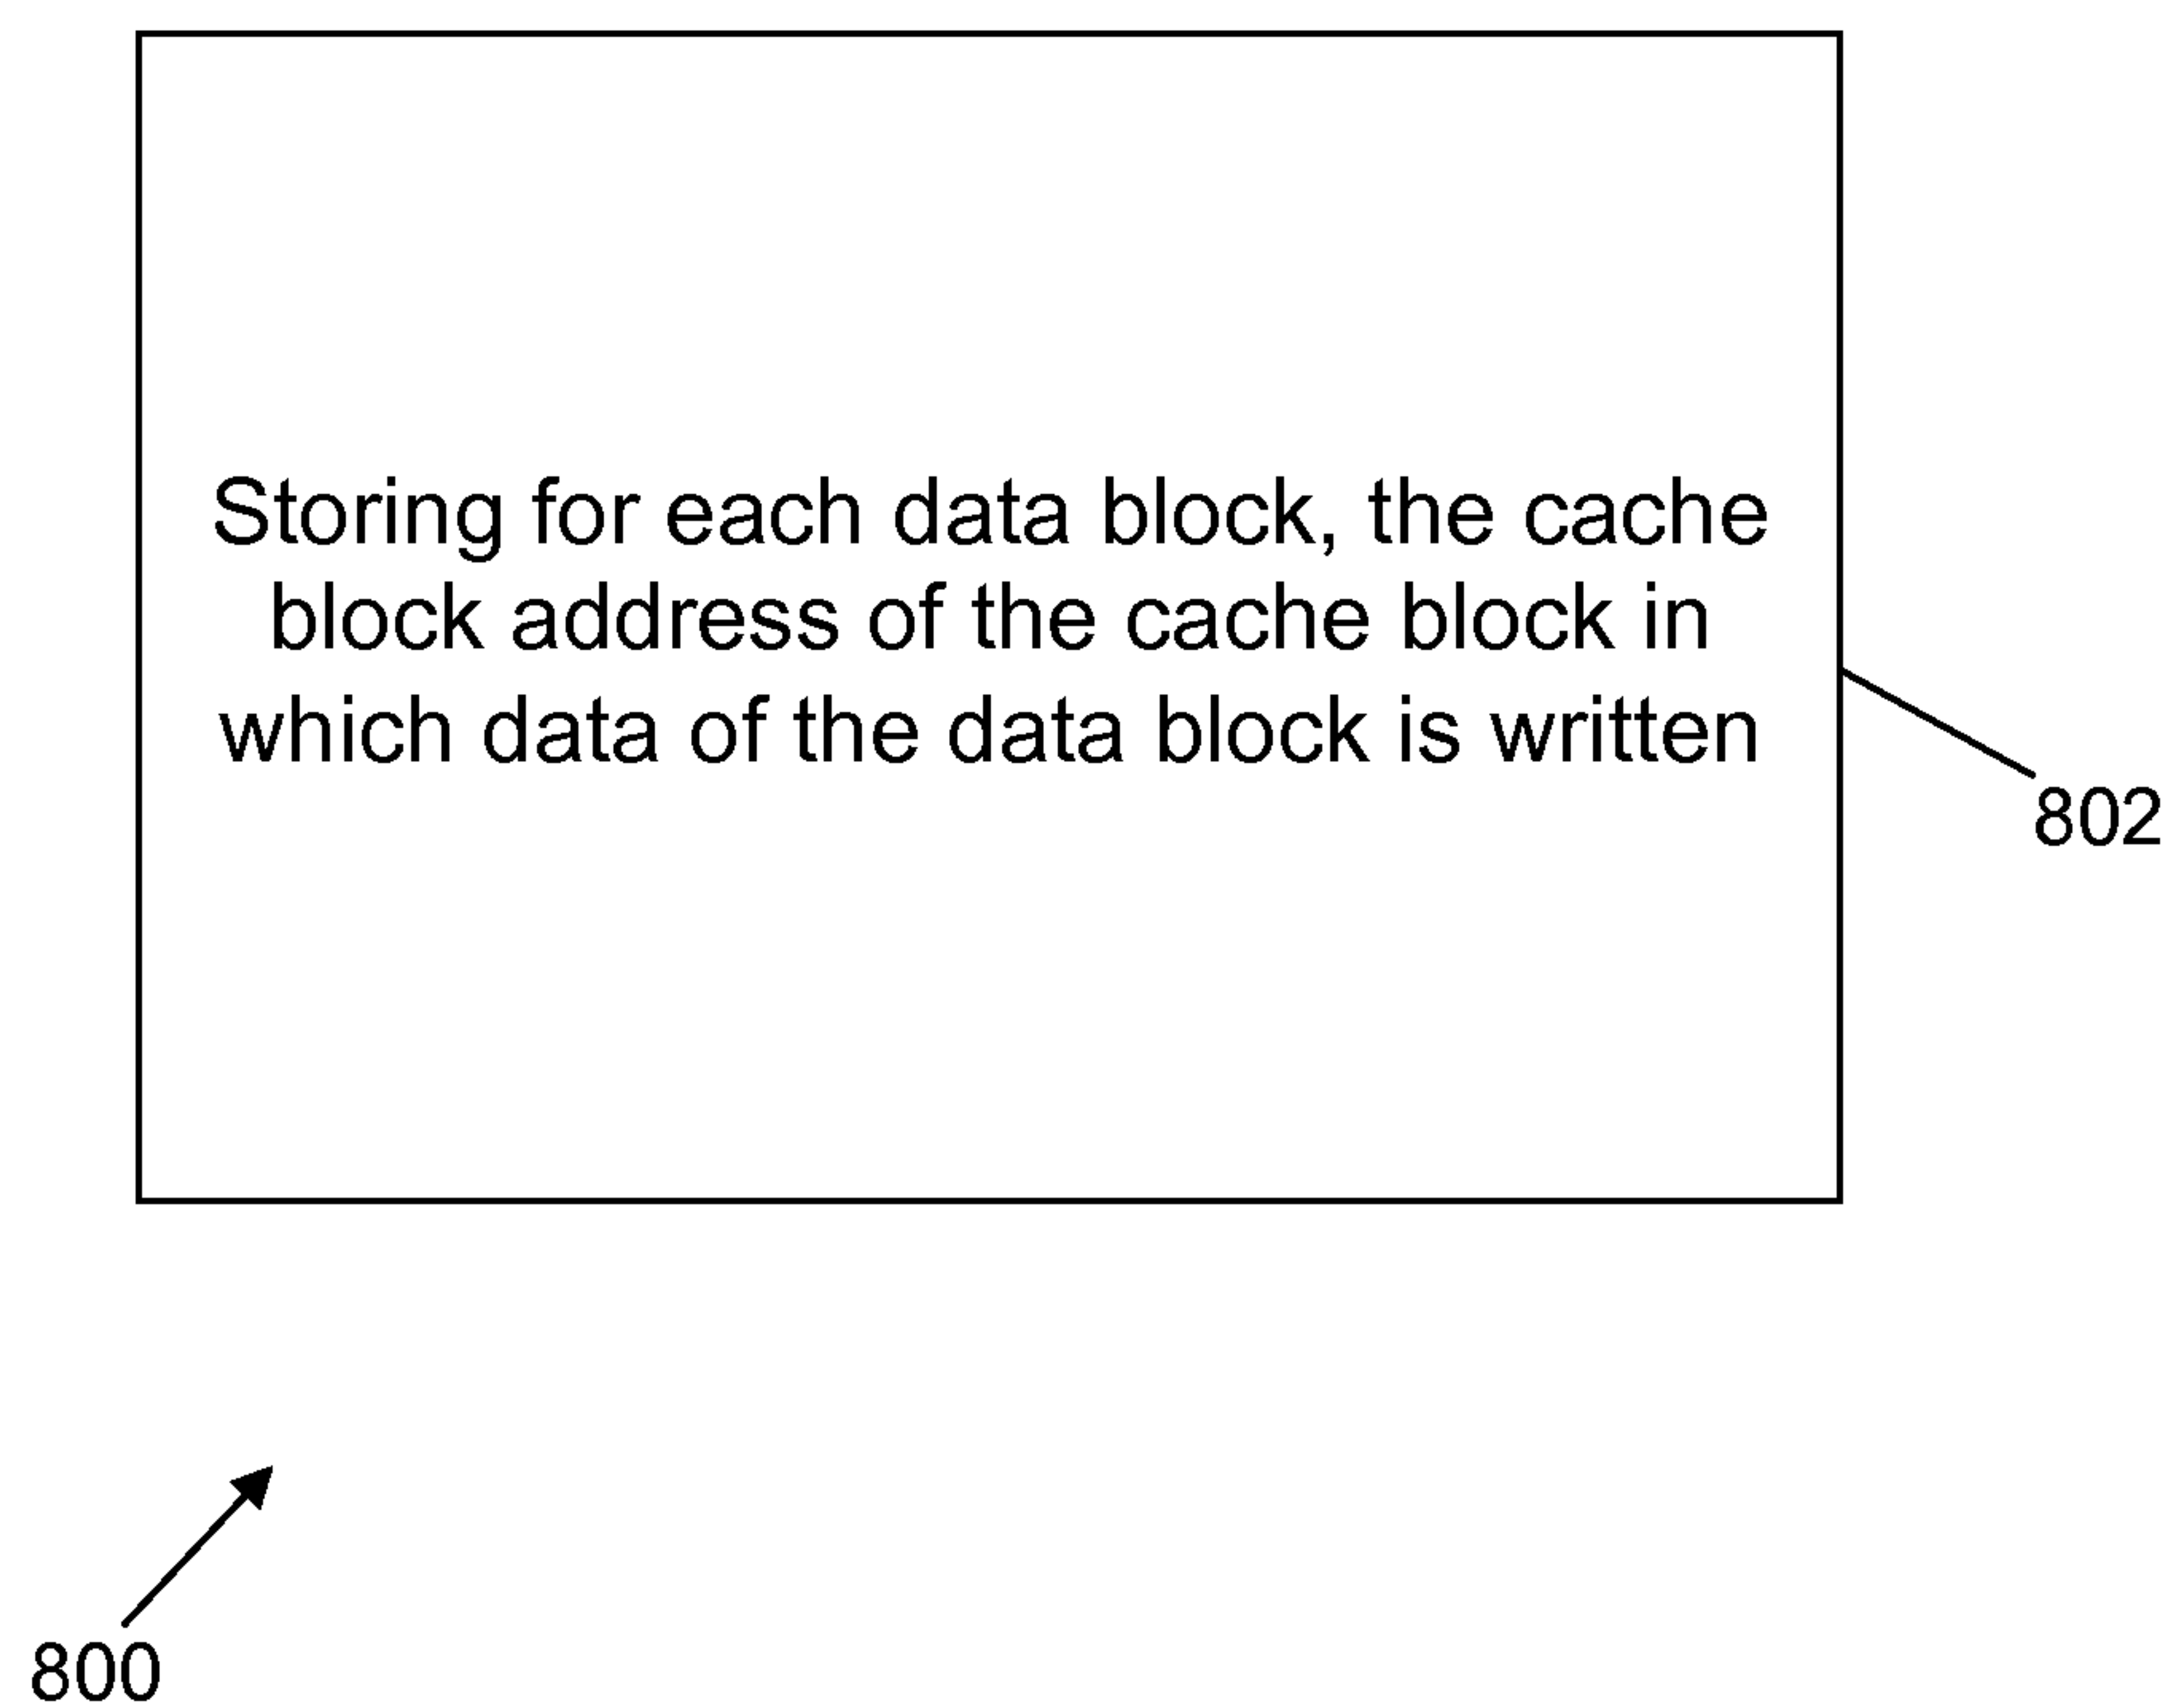 Storing for each data block, the cache
block address of the cache block in
which data of the data block is written
802
800